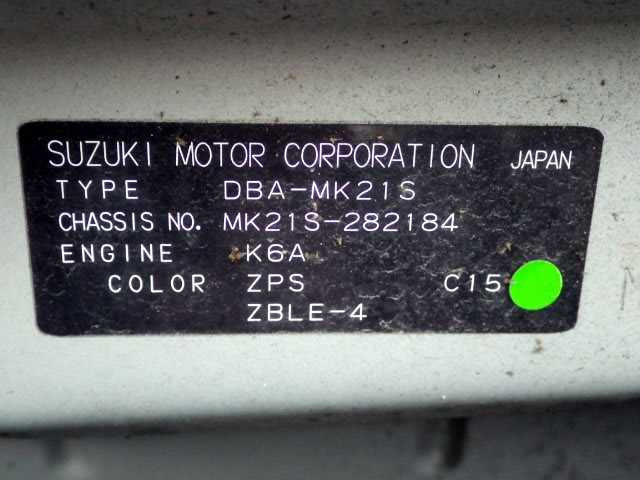 SUZUKI MOTOR CORPORATION JAPAN
TYPE DBA-MK21S
CHASSIS NO. MK21S-282184
ENGINE K6A
COLOR ZPS C15-
ZBLE-4